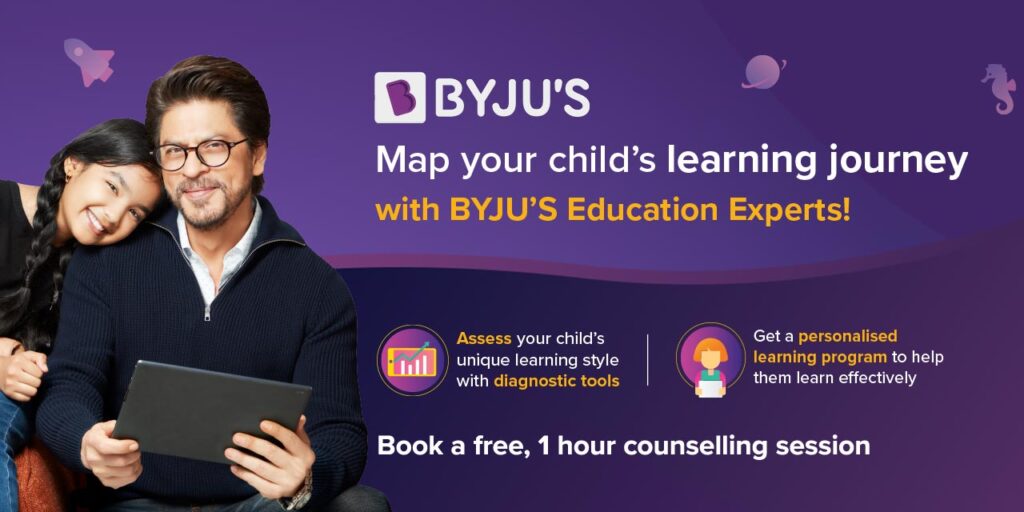 BYJU'S
Map your child’s learning journey
with BYJU’S Education Experts!
Assess your child’s
unique learning style
with diagnostic tools
Get a personalised
learning program to help
them learn effectively
Book a free, 1 hour counselling session